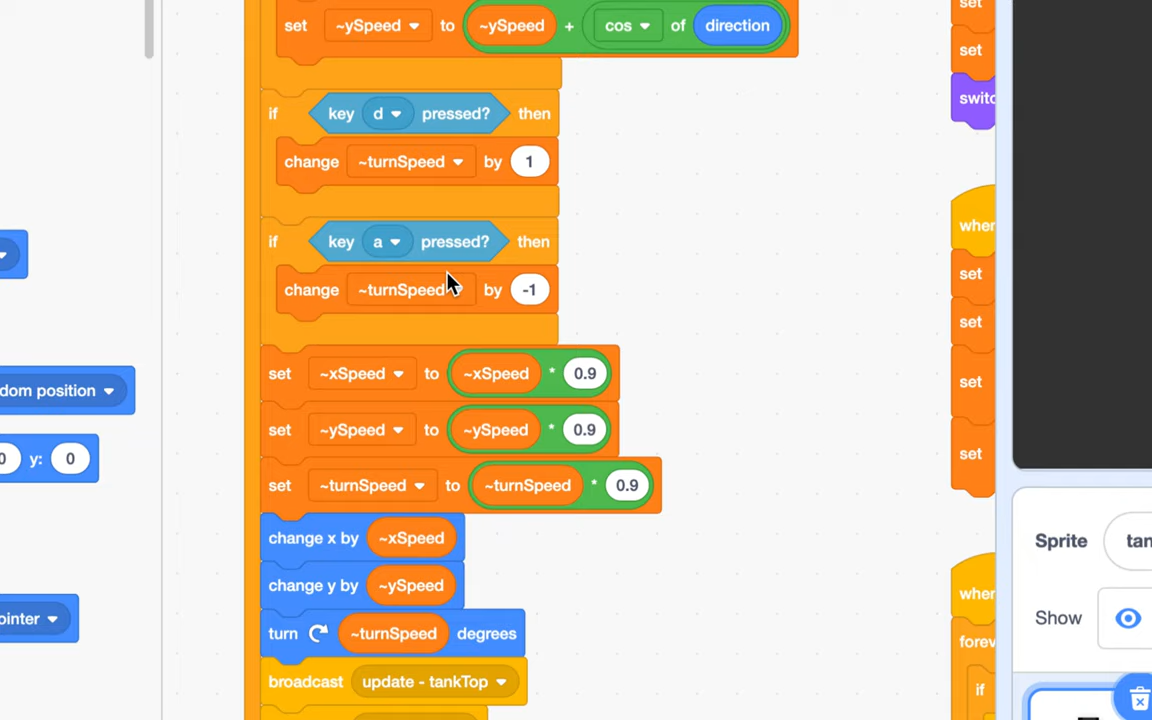 set ~ySpeed to ~ySpeed + cos of direction
if key d pressed? then
change ~turnSpeed by 1
if key a pressed? then
change ~turnSpeed by -1
set ~xSpeed to ~xSpeed * 0.9
set ~ySpeed to ~ySpeed * 0.9
set ~turnSpeed to ~turnSpeed * 0.9
change x by ~xSpeed
change y by ~ySpeed
turn ~turnSpeed degrees
broadcast update - tankTop
dom position
0 y: 0
ointer
set
set
switc
when
set
set
set
set
when
forev
if
Sprite tan
Show